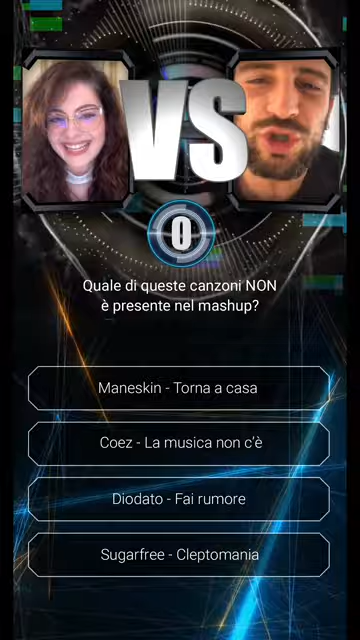 VS
0
Quale di queste canzoni NON
è presente nel mashup?
Maneskin - Torna a casa
Coez - La musica non c'è
Diodato - Fai rumore
Sugarfree - Cleptomania